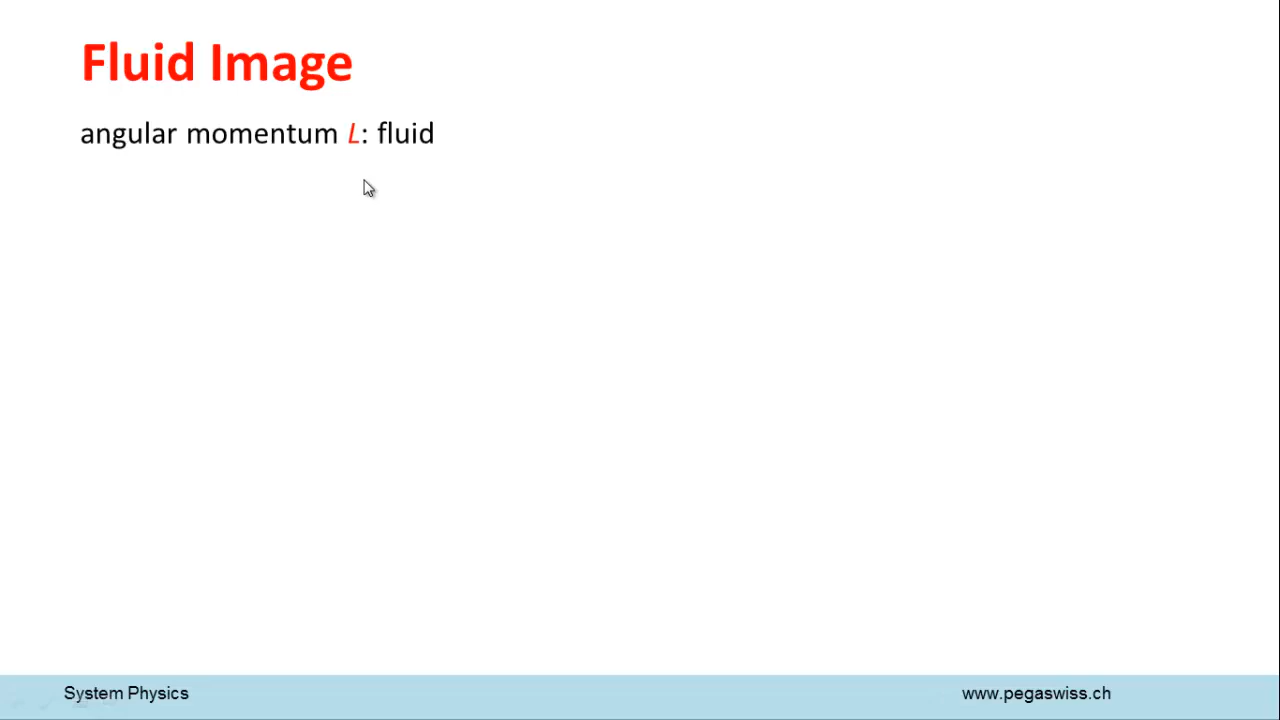 Fluid Image
angular momentum L: fluid
System Physics
www.pegaswiss.ch